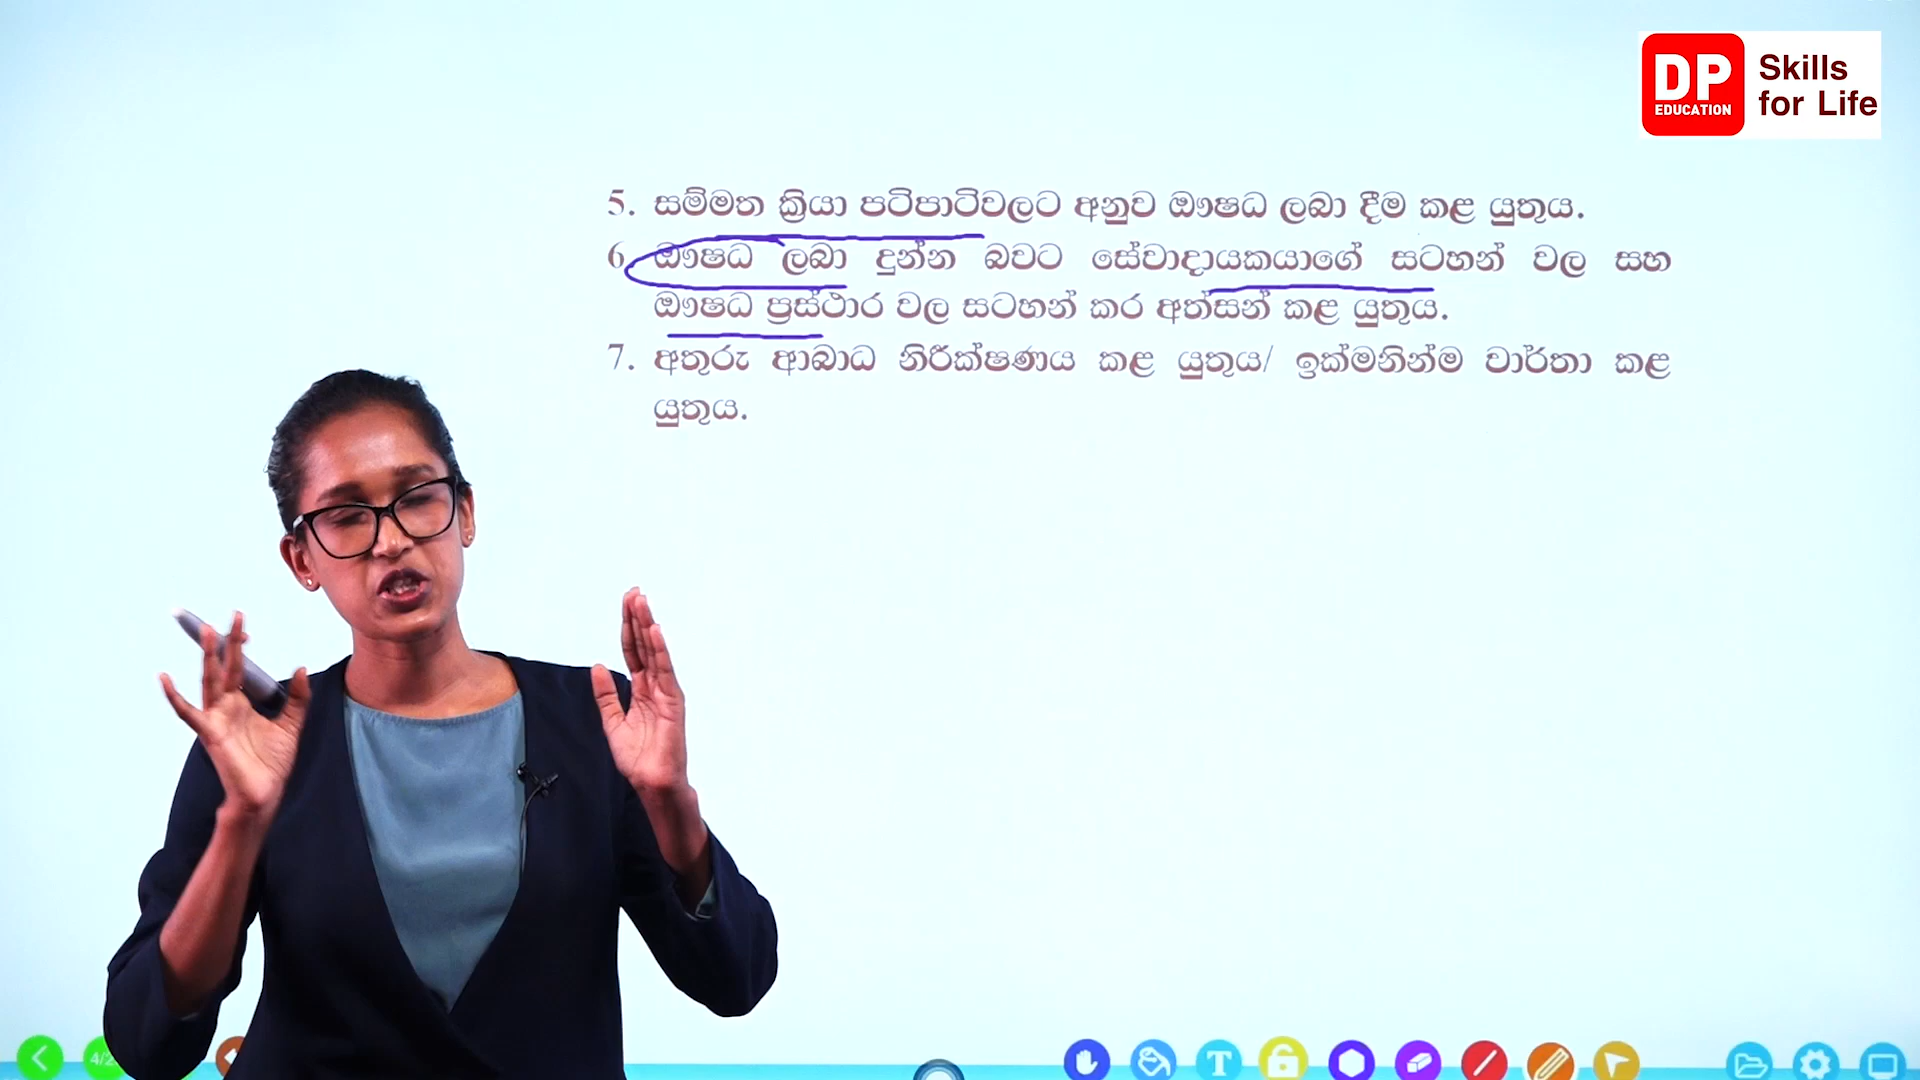 DP
EDUCATION
Skills
for Life
5. සම්මත ක්‍රියා පටිපාටිවලට අනුව ඖෂධ ලබා දීම කළ යුතුය.
6. ඖෂධ ලබා දුන්න බවට සේවාදායකයාගේ සටහන් වල සහ
ඖෂධ ප්‍රස්ථාර වල සටහන් කර අත්සන් කළ යුතුය.
7. අතුරු ආබාධ නිරීක්ෂණය කළ යුතුය/ ඉක්මනින්ම වාර්තා කළ
යුතුය.